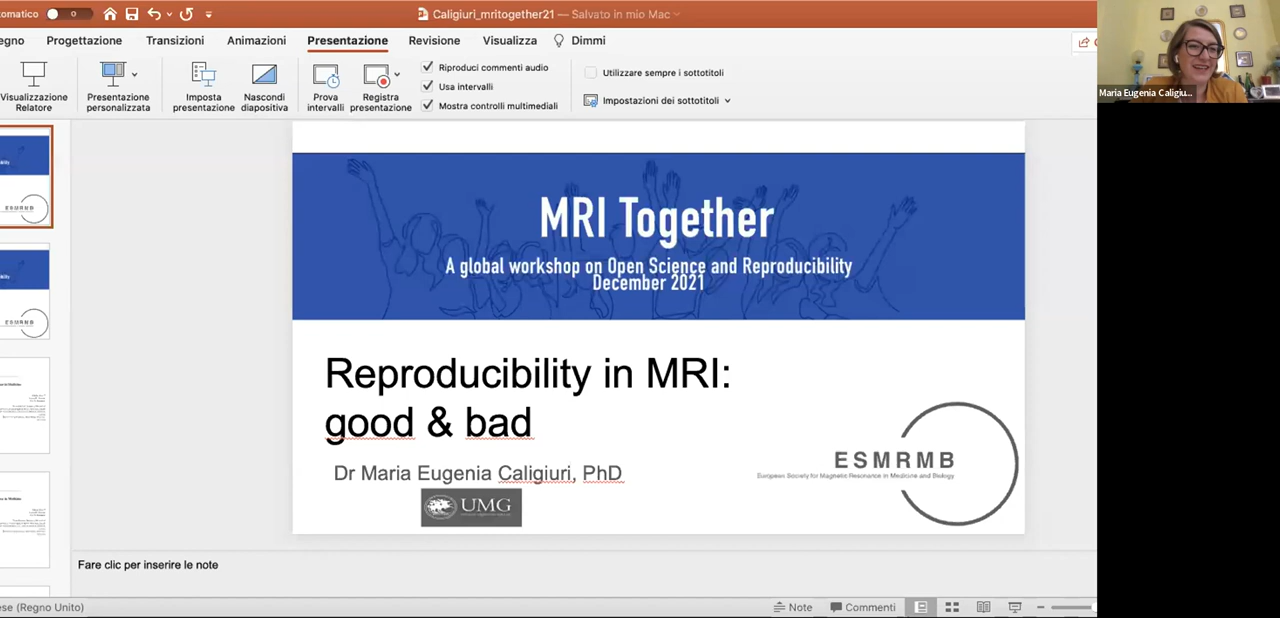 omatico
Caligiuri_mritogether21 — Salvato in mio Mac
egno Progettazione Transizioni Animazioni Presentazione Revisione Visualizza Dimmi
Visualizzazione Relatore
Presentazione personalizzata
Imposta presentazione
Nascondi diapositiva
Prova intervalli
Registra presentazione
Riproduci commenti audio
Usa intervalli
Mostra controlli multimediali
Utilizzare sempre i sottotitoli
Impostazioni dei sottotitoli
Maria Eugenia Caligiu...
MRI Together
A global workshop on Open Science and Reproducibility
December 2021
Reproducibility in MRI:
good & bad
Dr Maria Eugenia Caligiuri, PhD
UMG
ESMRMB
European Society for Magnetic Resonance in Medicine and Biology
ESMRMB
ESMRMB
Fare clic per inserire le note
ese (Regno Unito)
Note Commenti